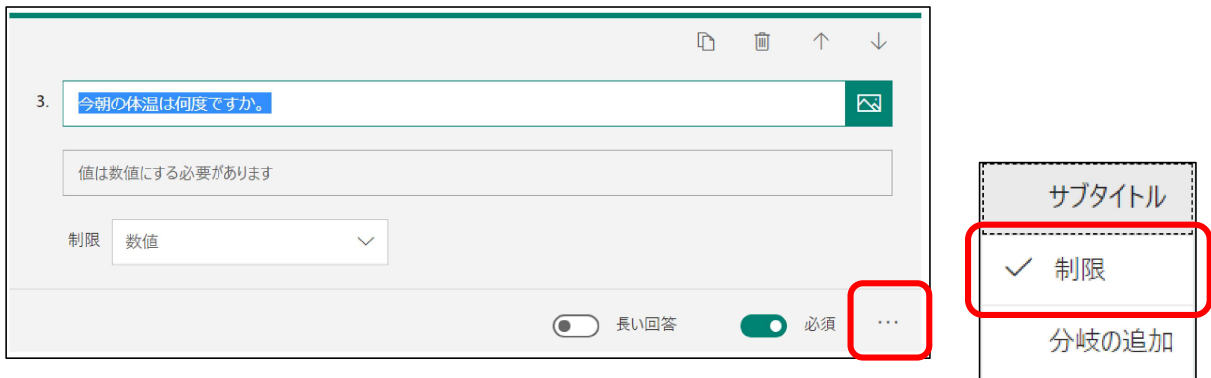 3. 今朝の体温は何度ですか。
値は数値にする必要があります
制限 数値
長い回答 必須 ...
サブタイトル
制限
分岐の追加